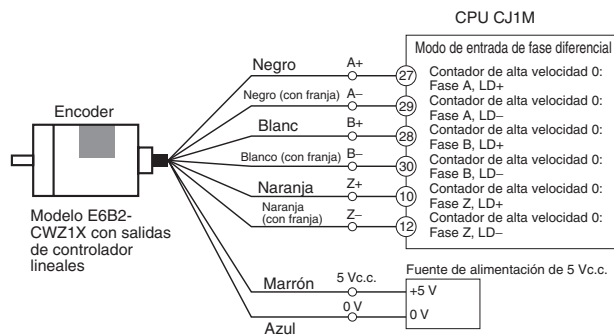 CPU CJ1M
Modo de entrada de fase diferencial
Encoder
Modelo E6B2-
CWZ1X con salidas
de controlador
lineales
Negro A+ 27 Contador de alta velocidad 0:
Fase A, LD+
Negro (con franja) A− 29 Contador de alta velocidad 0:
Fase A, LD−
Blanc B+ 28 Contador de alta velocidad 0:
Fase B, LD+
Blanco (con franja) B− 30 Contador de alta velocidad 0:
Fase B, LD−
Naranja Z+ 10 Contador de alta velocidad 0:
Fase Z, LD+
Naranja
(con franja) Z− 12 Contador de alta velocidad 0:
Fase Z, LD−
Fuente de alimentación de 5 Vc.c.
Marrón 5 Vc.c. +5 V
Azul 0 V 0 V